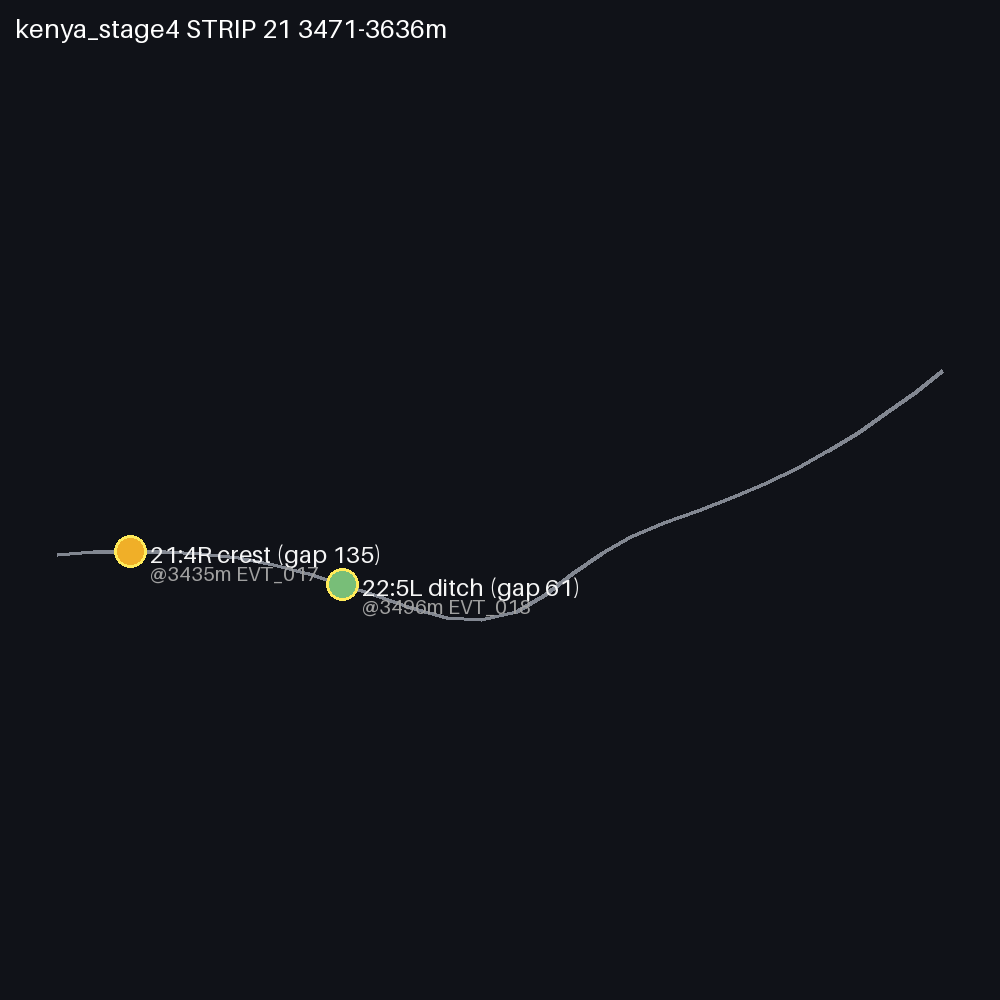 kenya_stage4 STRIP 21 3471-3636m
21:4R crest (gap 135)
@3435m EVT_017
22:5L ditch (gap 61)
@3496m EVT_018